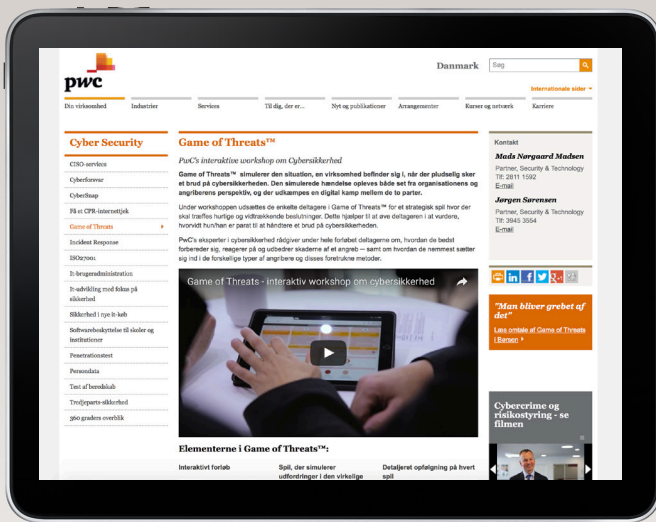 pwc
Danmark
Søg
Internationale sider
Din virksomhed
Industrier
Services
Til dig, der er...
Nyt og publikationer
Arrangementer
Kurser og netværk
Karriere
Cyber Security
CISO-services
Cyberforsvar
CyberSnap
Få et CPR-internettjek
Game of Threats
Incident Response
ISO27001
It-brugeradministration
It-udvikling med fokus på
sikkerhed
Sikkerhed i nye it-køb
Softwarebeskyttelse til skoler og
institutioner
Penetrationstest
Persondata
Test af beredskab
Tredjeparts-sikkerhed
360 graders overblik
Game of Threats™
PwC's interaktive workshop om Cybersikkerhed
Game of Threats™ simulerer den situation, en virksomhed befinder sig i, når der pludselig sker
et brud på cybersikkerheden. Den simulerede hændelse opleves både set fra organisationens og
angriberens perspektiv, og der udkæmpes en digital kamp mellem de to parter.
Under workshoppen udsættes de enkelte deltagere i Game of Threats™ for et strategisk spil hvor der
skal træffes hurtige og vidtrækkende beslutninger. Dette hjælper til at øve deltageren i at vurdere,
hvorvidt hun/han er parat til at håndtere et brud på cybersikkerheden.
PwC's eksperter i cybersikkerhed rådgiver under hele forløbet deltagerne om, hvordan de bedst
forbereder sig, reagerer på og udbedrer skaderne af et angreb – samt om hvordan de nemmest sætter
sig ind i de forskellige typer af angribere og disses foretrukne metoder.
Game of Threats - interaktiv workshop om cybersikkerhed
Elementerne i Game of Threats™:
Interaktivt forløb
Spil, der simulerer
udfordringer i den virkelige
Detaljeret opfølgning på hvert
spil
Kontakt
Mads Nørgaard Madsen
Partner, Security & Technology
Tlf: 2811 1592
E-mail
Jørgen Sørensen
Partner, Security & Technology
Tlf: 3945 3554
E-mail
"Man bliver grebet af
det"
Læs omtale af Game of Threats
i Børsen
Cybercrime og
risikostyring - se
filmen